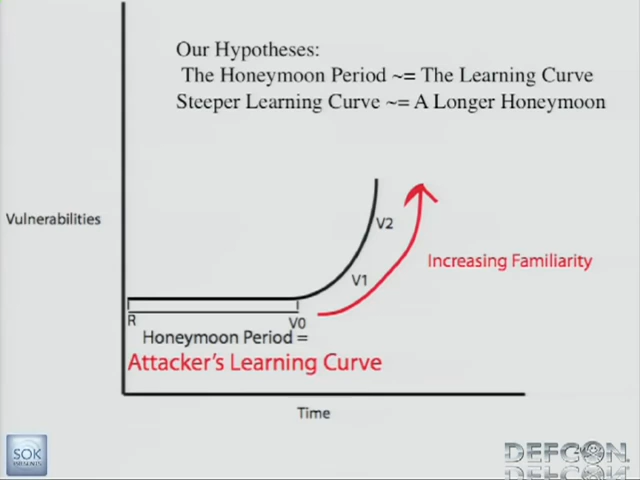 Our Hypotheses:
The Honeymoon Period ~= The Learning Curve
Steeper Learning Curve ~= A Longer Honeymoon
Vulnerabilities
V2
Increasing Familiarity
V1
R
V0
Honeymoon Period =
Attacker's Learning Curve
Time
SOK
DEFCON